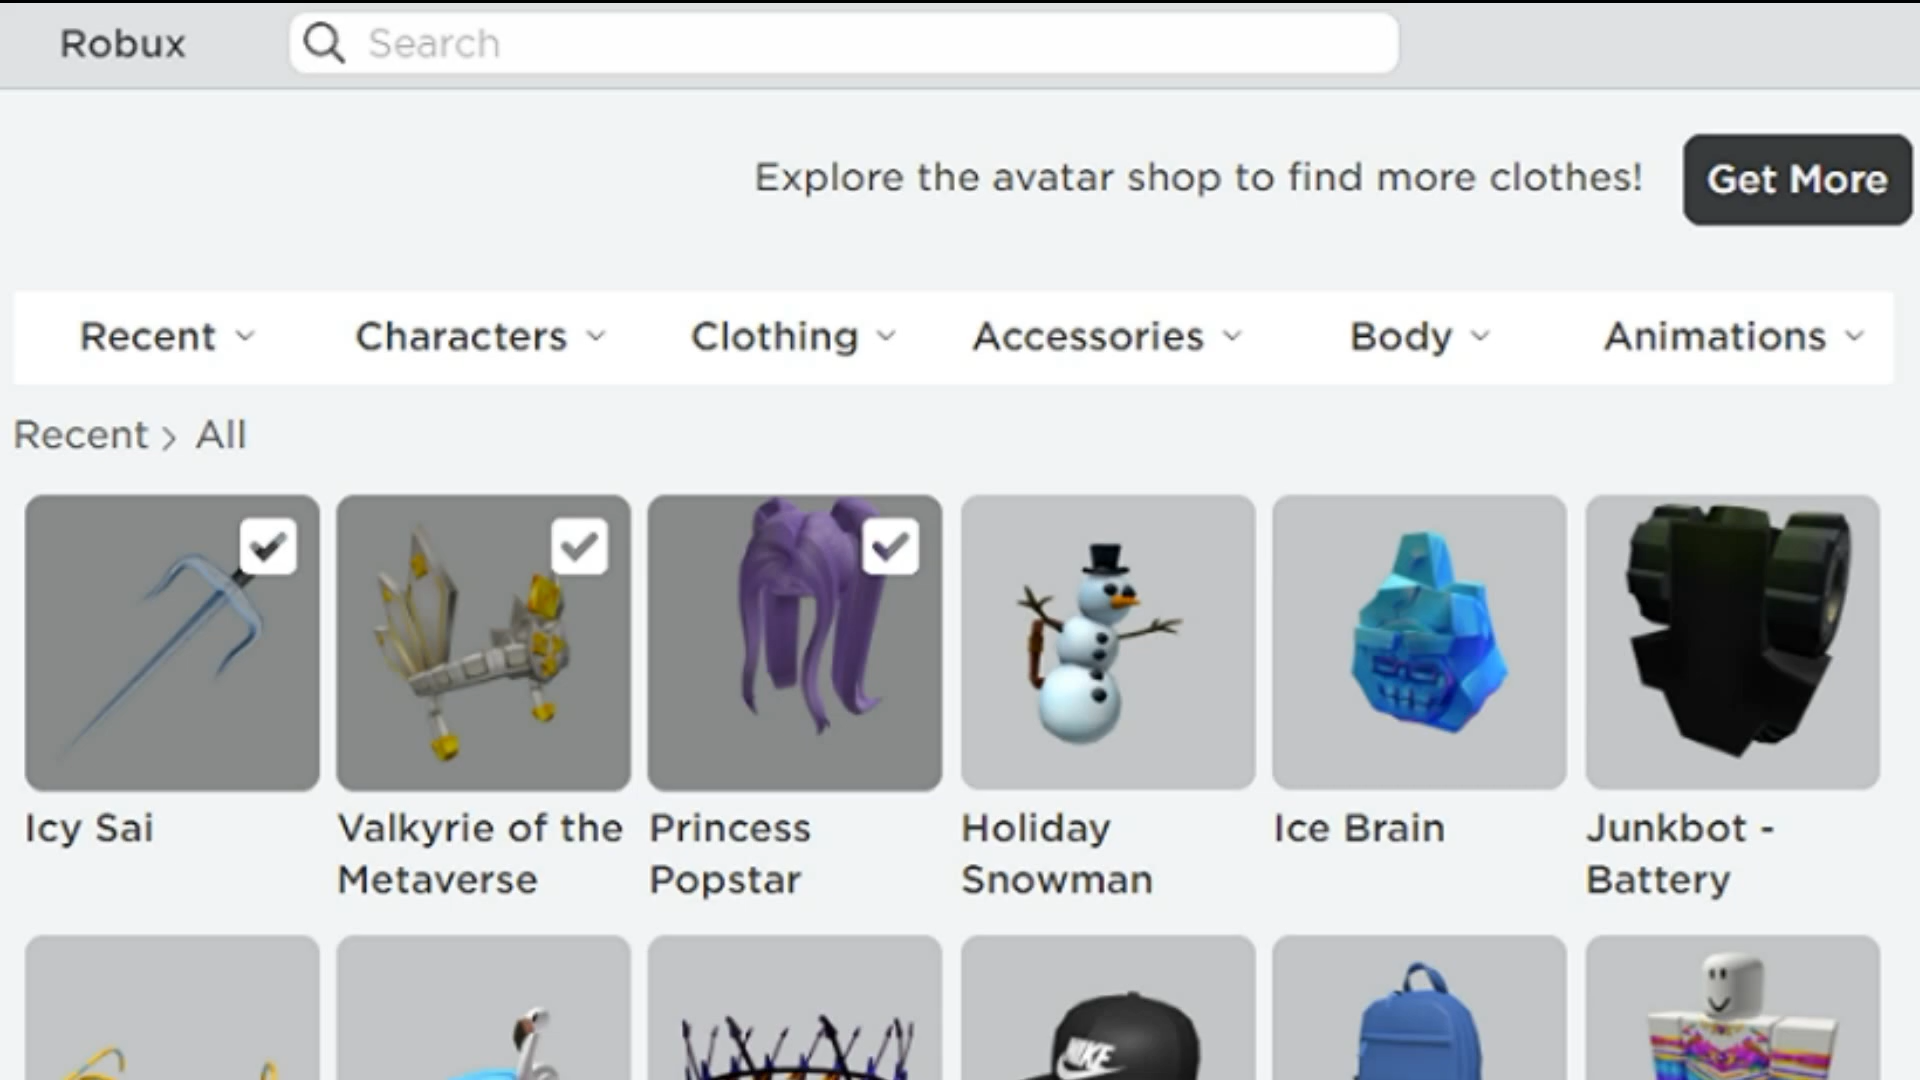 Robux
Search
Explore the avatar shop to find more clothes!
Get More
Recent
Characters
Clothing
Accessories
Body
Animations
Recent > All
Icy Sai
Valkyrie of the
Metaverse
Princess
Popstar
Holiday
Snowman
Ice Brain
Junkbot -
Battery
NIKE